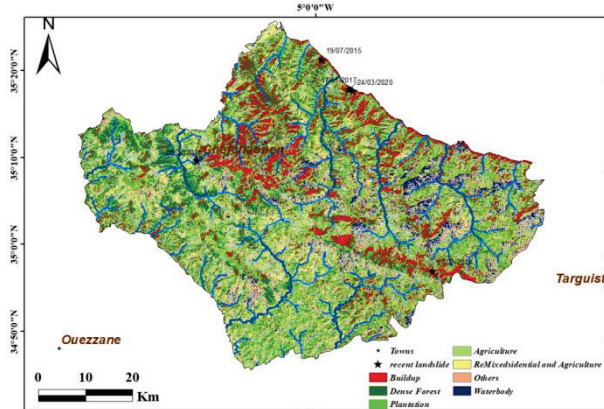 5°0'0"W
N
19/07/2015
24/03/2020
35°20'0"N
35°10'0"N
Chefchaouen
35°0'0"N
Targuist
34°50'0"N
Ouezzane
Towns
recent landslide
Buildup
Dense Forest
Plantation
Agriculture
ReMixedsidential and Agriculture
Others
Waterbody
0 10 20
Km